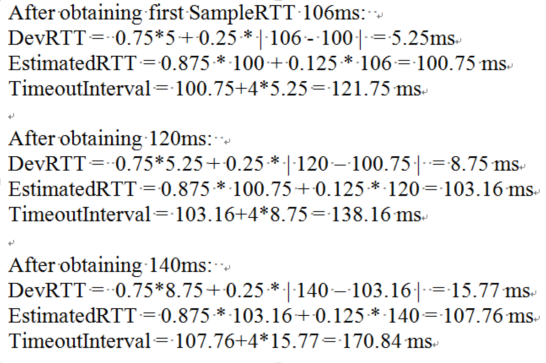 After obtaining first SampleRTT 106ms:
DevRTT = 0.75*5 + 0.25 * | 106 - 100 | = 5.25ms
EstimatedRTT = 0.875 * 100 + 0.125 * 106 = 100.75 ms
TimeoutInterval = 100.75+4*5.25 = 121.75 ms
After obtaining 120ms:
DevRTT = 0.75*5.25 + 0.25 * | 120 – 100.75 | = 8.75 ms
EstimatedRTT = 0.875 * 100.75 + 0.125 * 120 = 103.16 ms
TimeoutInterval = 103.16+4*8.75 = 138.16 ms
After obtaining 140ms:
DevRTT = 0.75*8.75 + 0.25 * | 140 – 103.16 | = 15.77 ms
EstimatedRTT = 0.875 * 103.16 + 0.125 * 140 = 107.76 ms
TimeoutInterval = 107.76+4*15.77 = 170.84 ms